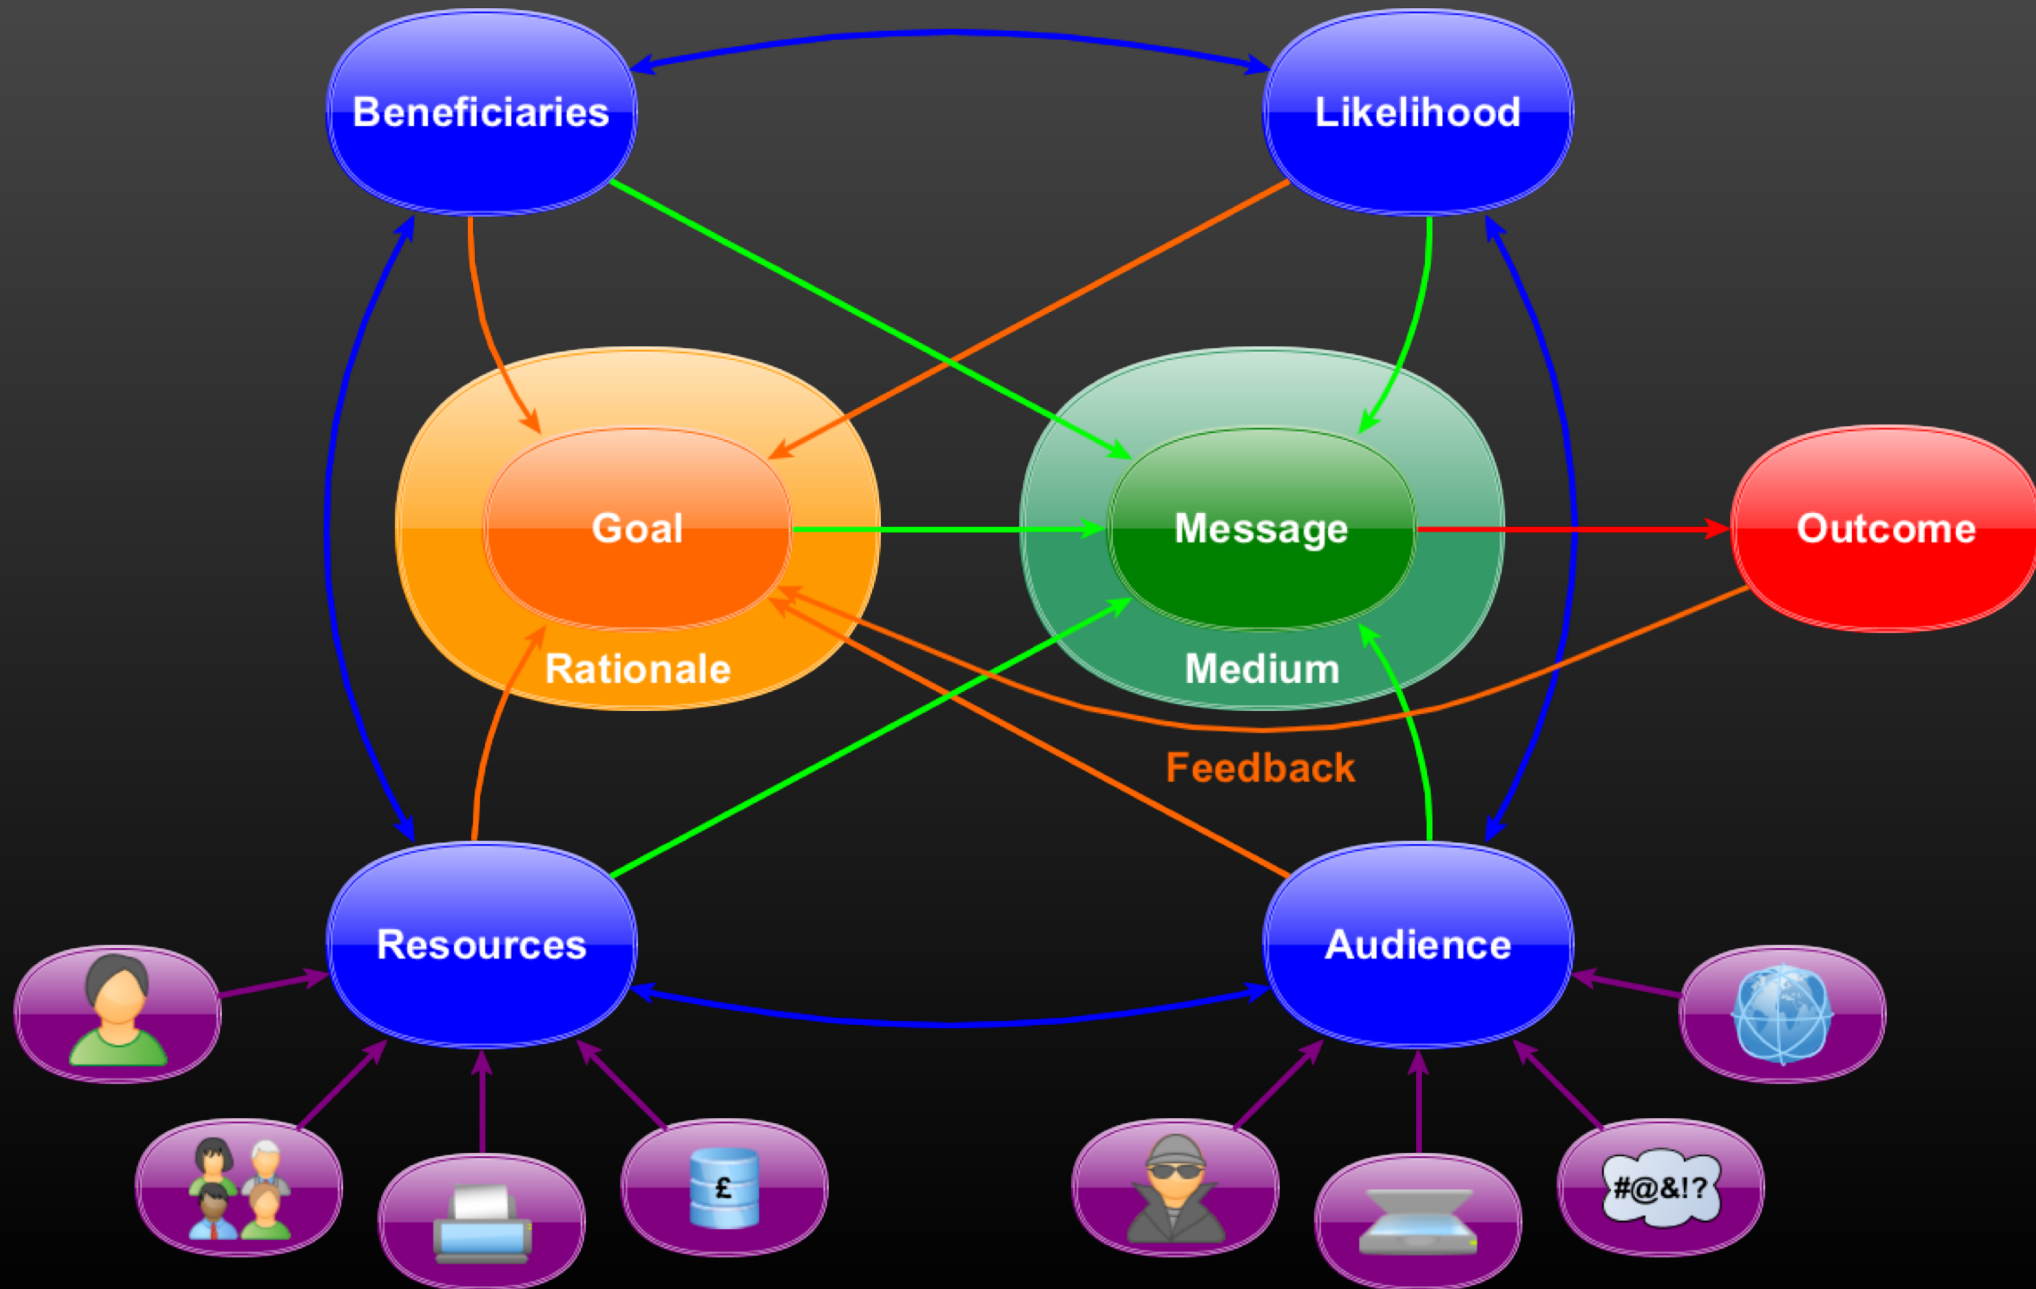 Beneficiaries
Likelihood
Goal
Message
Outcome
Rationale
Medium
Feedback
Resources
Audience
£
#@&!?